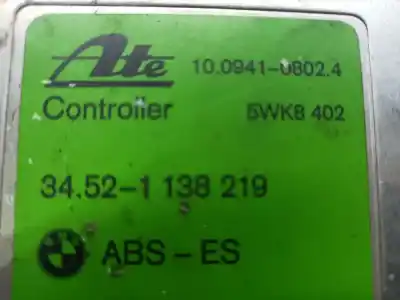 Ate 10.0941-0802.4
Controller 5WK8 402
34.52-1 138 219
ABS-ES